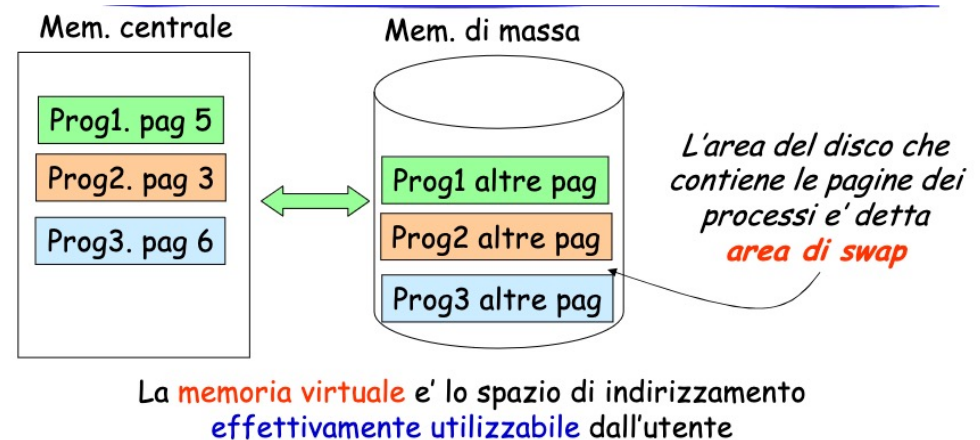 Mem. centrale
Mem. di massa
Prog1. pag 5
Prog2. pag 3
Prog3. pag 6
Prog1 altre pag
Prog2 altre pag
Prog3 altre pag
L'area del disco che
contiene le pagine dei
processi e' detta
area di swap
La memoria virtuale e' lo spazio di indirizzamento
effettivamente utilizzabile dall'utente